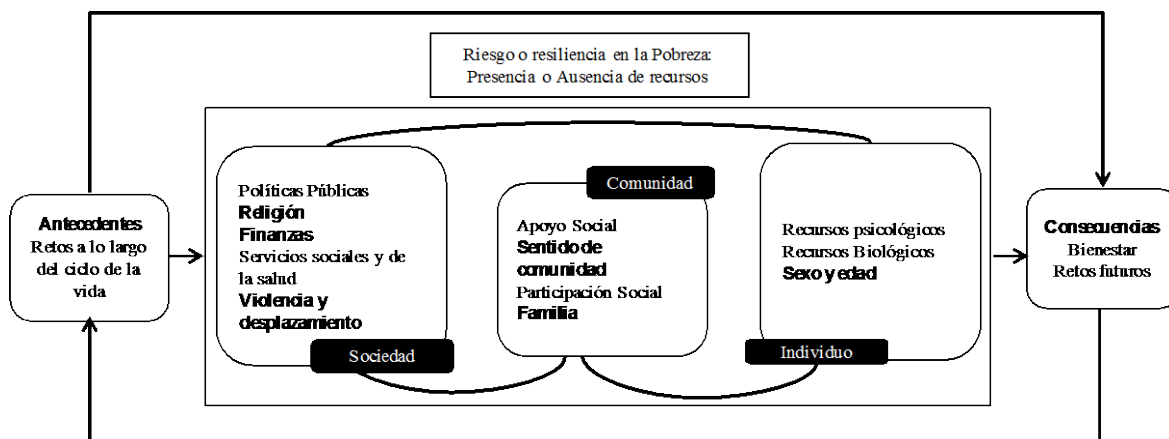 Riesgo o resiliencia en la Pobreza:
Presencia o Ausencia de recursos
Antecedentes
Retos a lo largo
del ciclo de la
vida
Políticas Públicas
Religión
Finanzas
Servicios sociales y de
la salud
Violencia y
desplazamiento
Sociedad
Comunidad
Apoyo Social
Sentido de
comunidad
Participación Social
Familia
Recursos psicológicos
Recursos Biológicos
Sexo y edad
Individuo
Consecuencias
Bienestar
Retos futuros